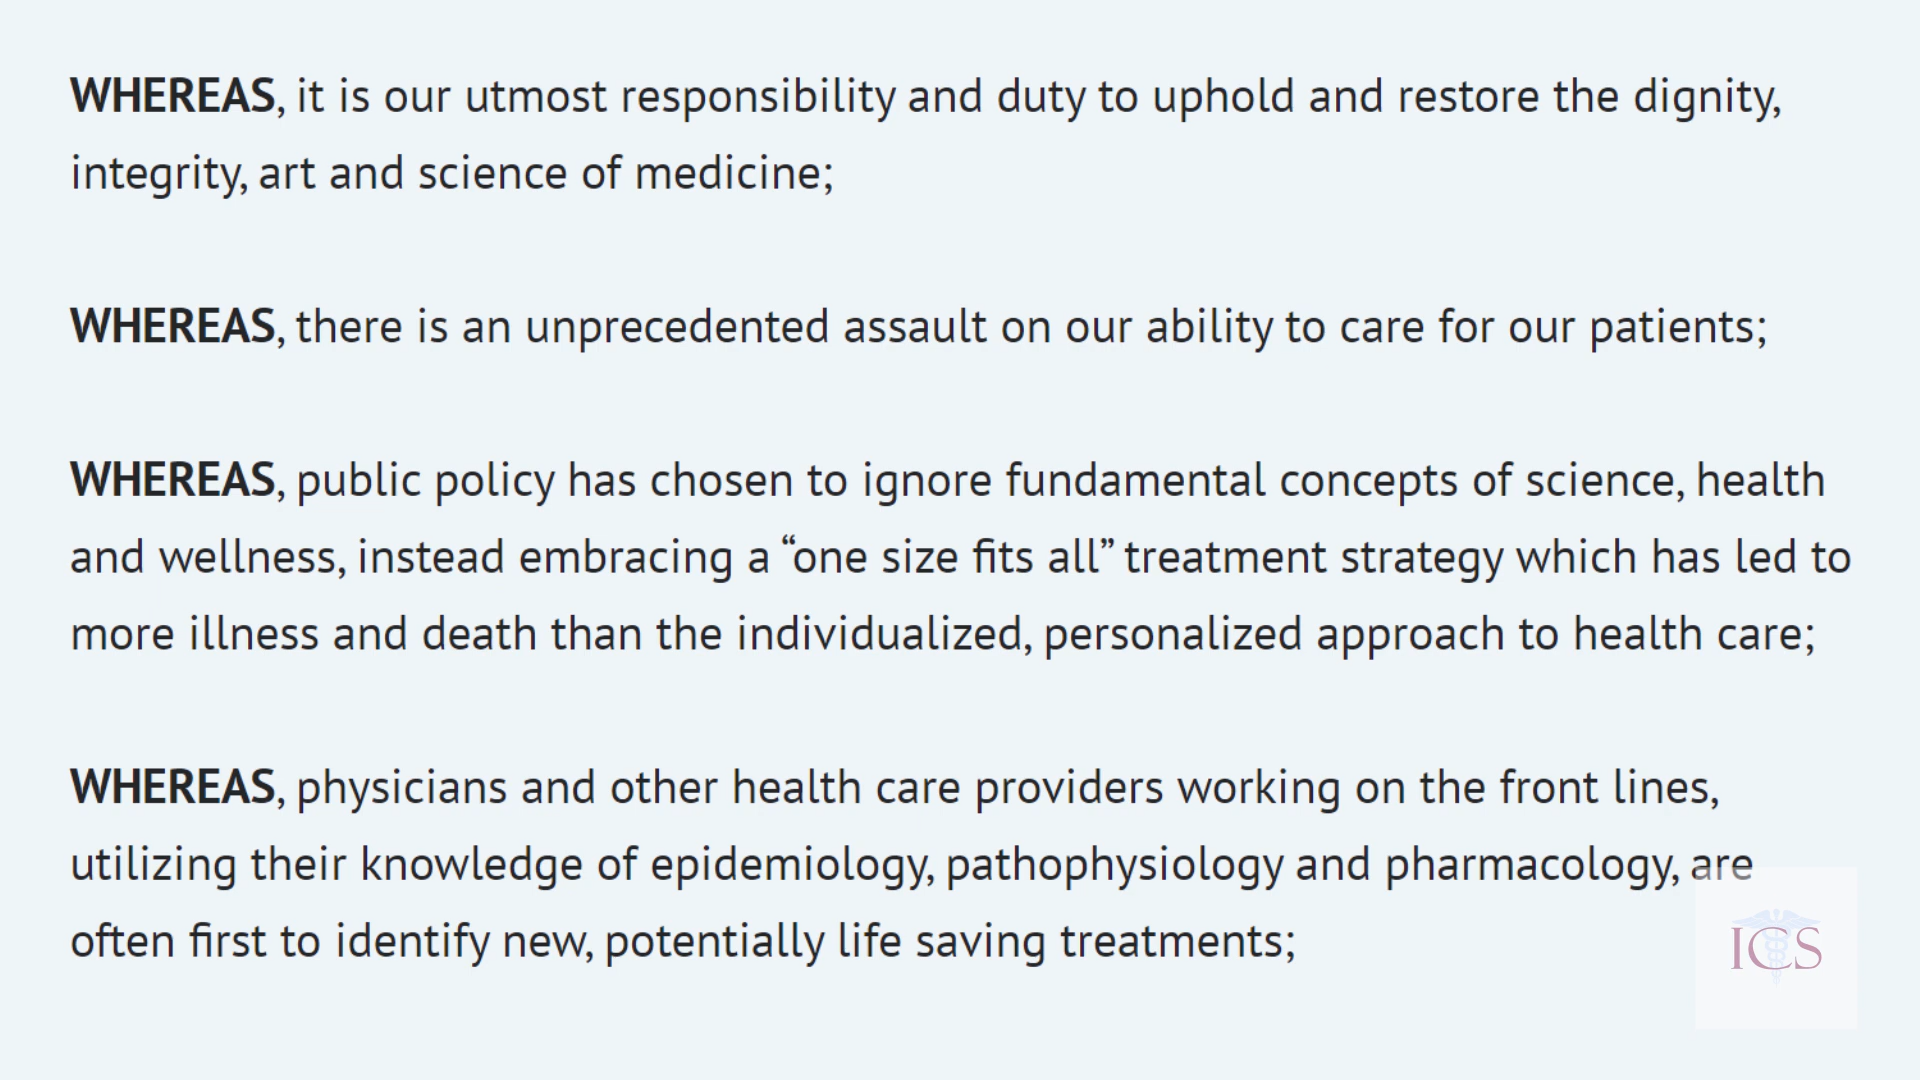 WHEREAS, it is our utmost responsibility and duty to uphold and restore the dignity,
integrity, art and science of medicine;
WHEREAS, there is an unprecedented assault on our ability to care for our patients;
WHEREAS, public policy has chosen to ignore fundamental concepts of science, health
and wellness, instead embracing a “one size fits all” treatment strategy which has led to
more illness and death than the individualized, personalized approach to health care;
WHEREAS, physicians and other health care providers working on the front lines,
utilizing their knowledge of epidemiology, pathophysiology and pharmacology, are
often first to identify new, potentially life saving treatments;
ICS